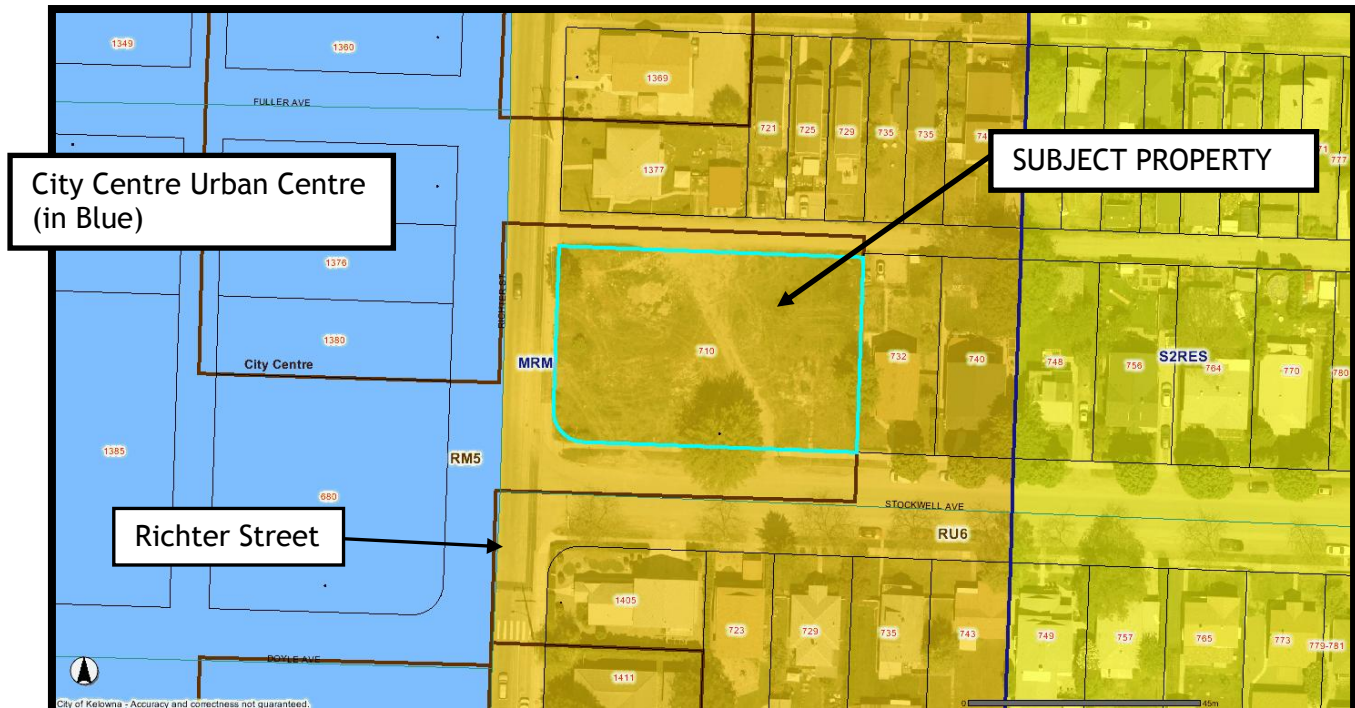 1349
1360
FULLER AVE
1369
721
725
729
735
735
71
777
City Centre Urban Centre
(in Blue)
SUBJECT PROPERTY
1377
1376
RICHTER ST
1380
City Centre
MRM
710
732
740
748
756
S2RES
764
770
780
1385
RM5
680
Richter Street
STOCKWELL AVE
RU6
1405
723
729
735
743
749
757
765
773
779-781
DOYLE AVE
1411
City of Kelowna - Accuracy and correctness not guaranteed.
0
45m